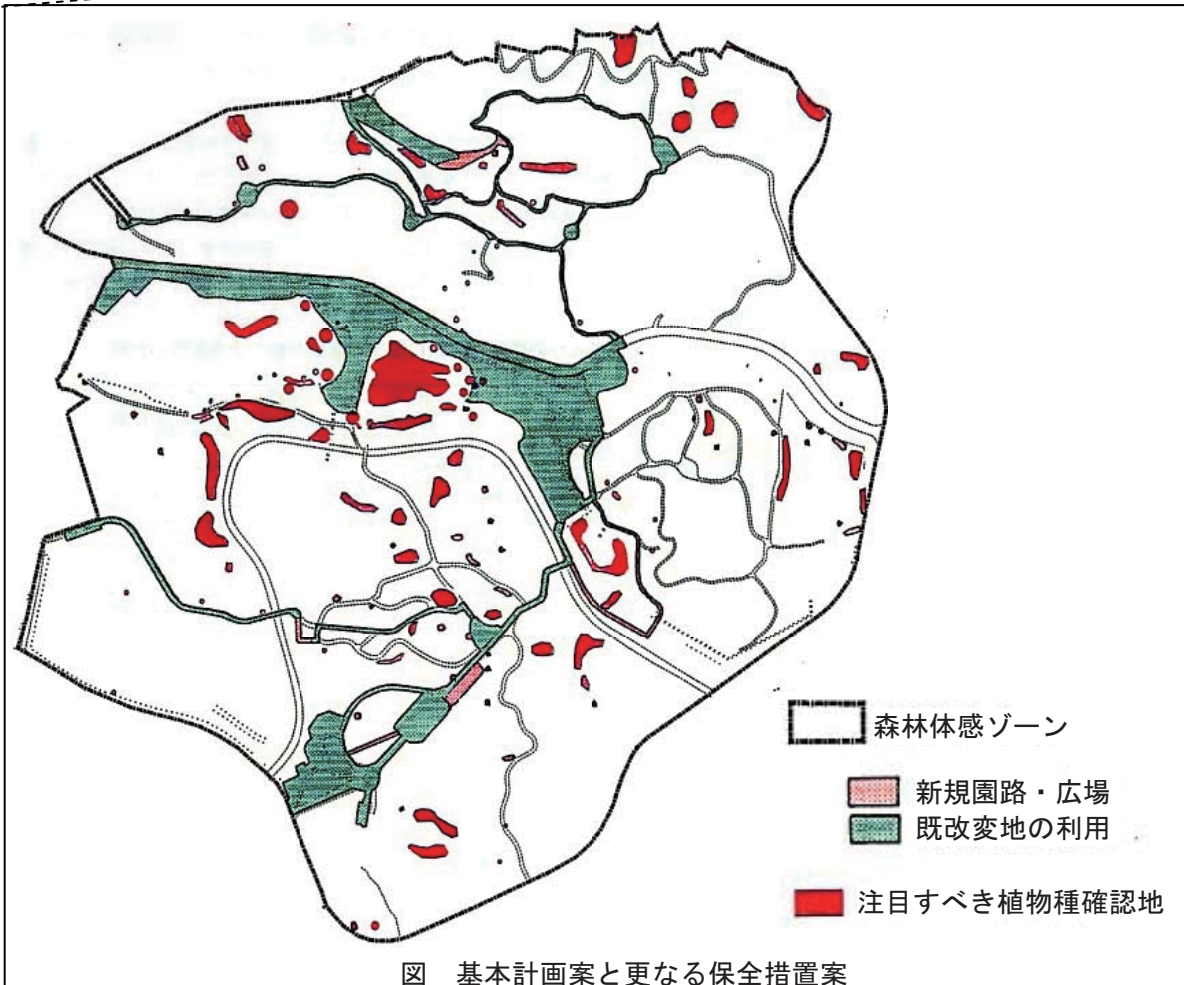 森林体感ゾーン
新規園路・広場
既改変地の利用
注目すべき植物種確認地
図 基本計画案と更なる保全措置案